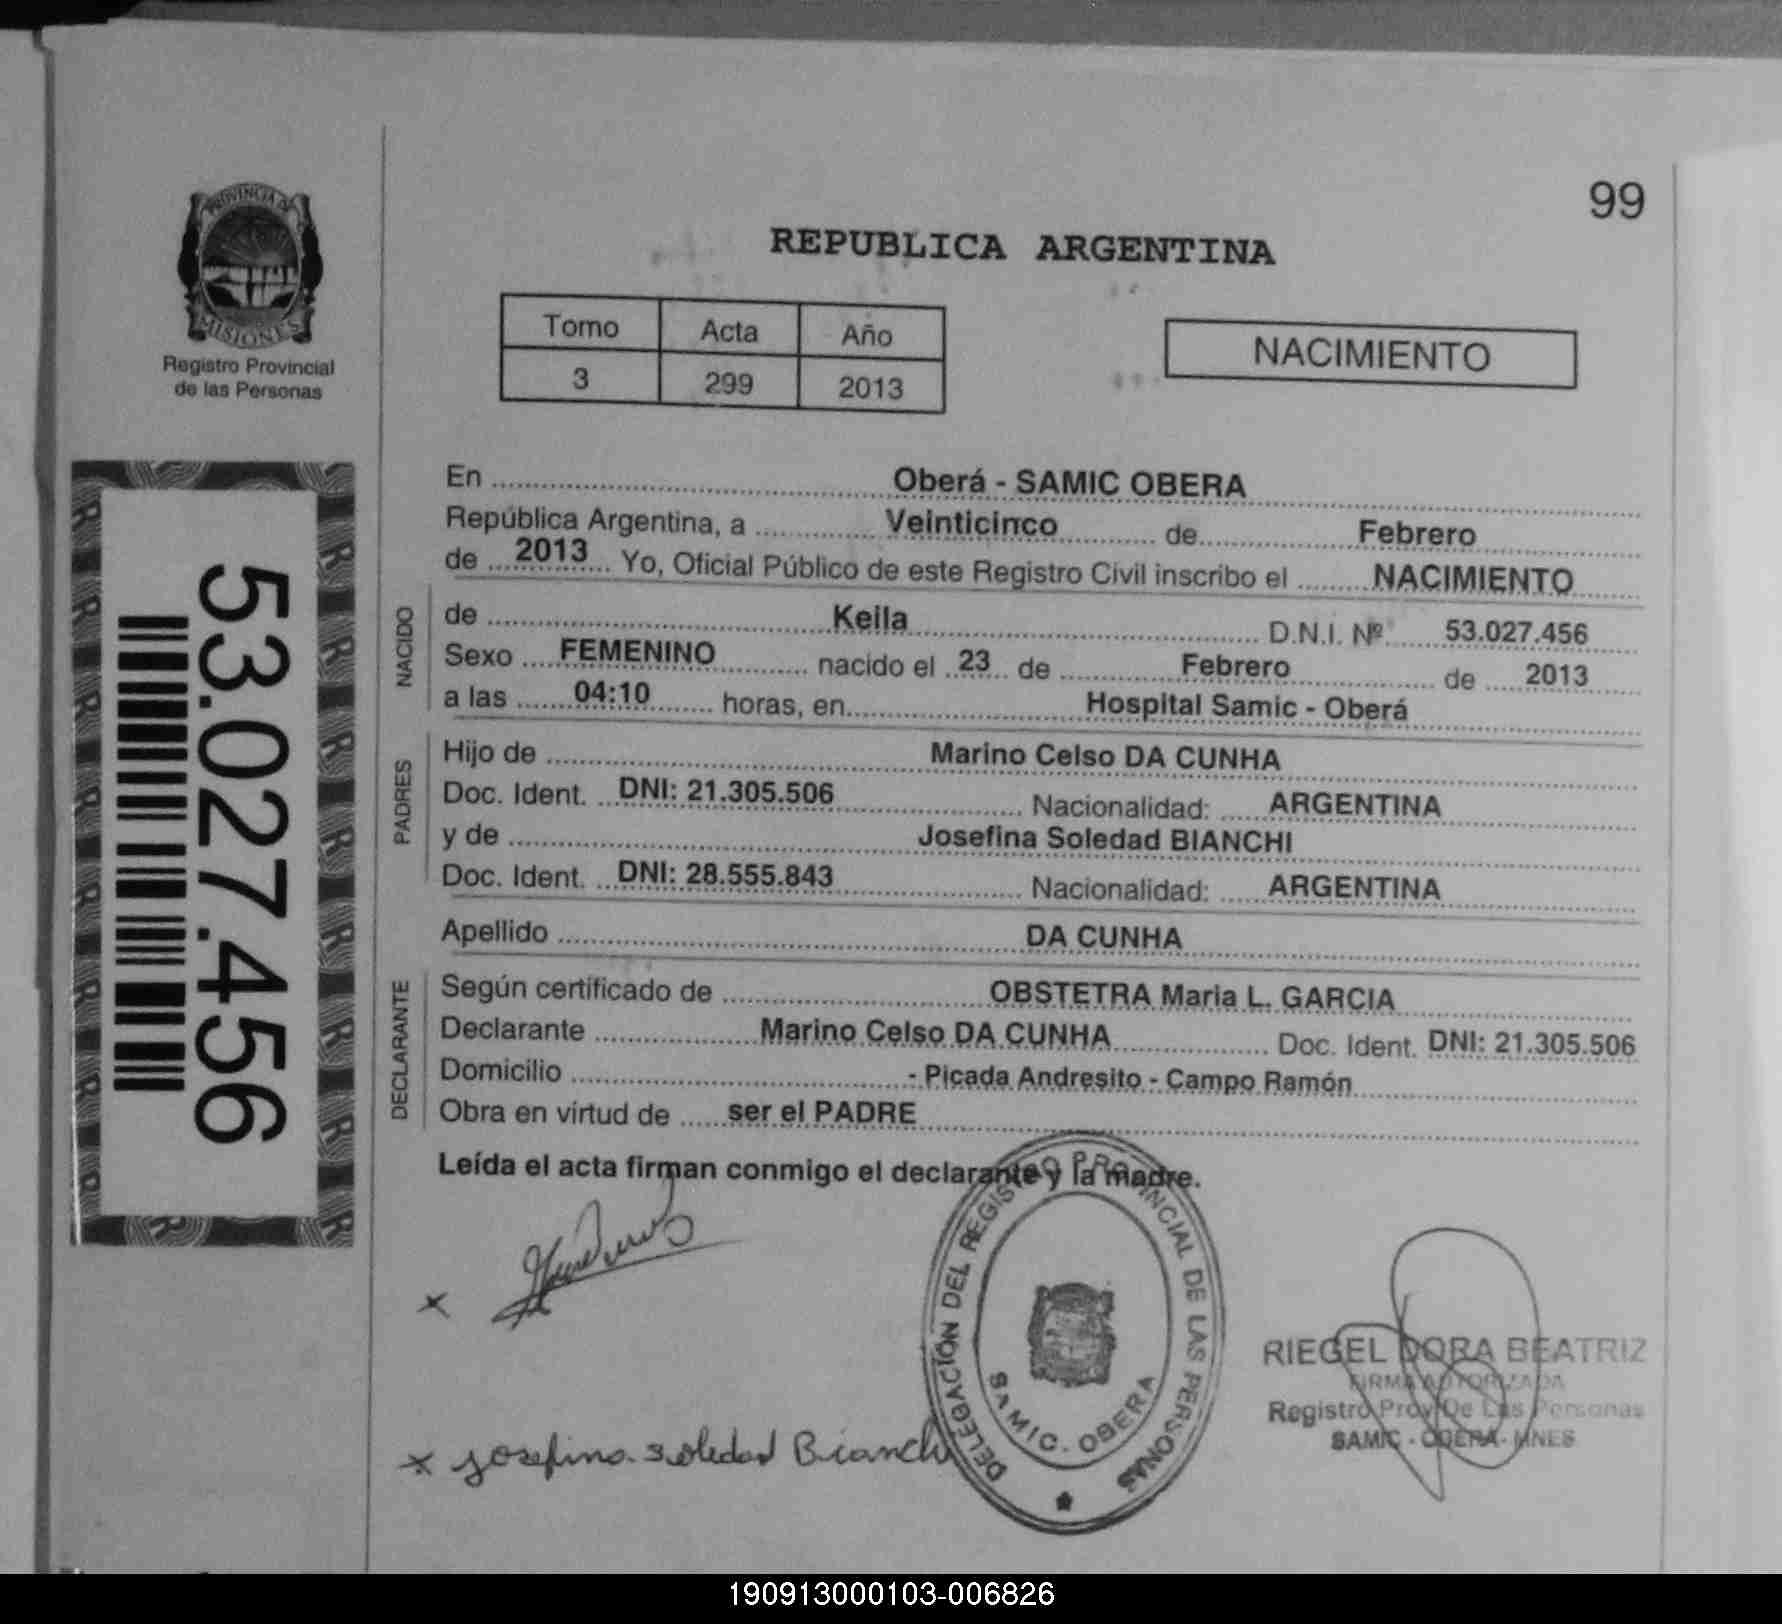 99
PROVINCIA DE
MISIONES
Registro Provincial
de las Personas
REPUBLICA ARGENTINA
Tomo Acta Año
3 299 2013
NACIMIENTO
53.027.456
En Oberá - SAMIC OBERA
República Argentina, a Veinticinco de Febrero
de 2013 Yo, Oficial Público de este Registro Civil inscribo el NACIMIENTO
NACIDO
de Keila D.N.I. Nº 53.027.456
Sexo FEMENINO nacido el 23 de Febrero de 2013
a las 04:10 horas, en Hospital Samic - Oberá
PADRES
Hijo de Marino Celso DA CUNHA
Doc. Ident. DNI: 21.305.506 Nacionalidad: ARGENTINA
y de Josefina Soledad BIANCHI
Doc. Ident. DNI: 28.555.843 Nacionalidad: ARGENTINA
Apellido DA CUNHA
DECLARANTE
Según certificado de OBSTETRA Maria L. GARCIA
Declarante Marino Celso DA CUNHA Doc. Ident. DNI: 21.305.506
Domicilio - Picada Andresito - Campo Ramón
Obra en virtud de ser el PADRE
Leída el acta firman conmigo el declarante y la madre.
DELEGACIÓN DEL REGISTRO PROVINCIAL DE LAS PERSONAS
SAMIC. OBERA
RIEGEL DORA BEATRIZ
FIRMA AUTORIZADA
Registro Prov De Las Personas
SAMIC - OBERA - MNES
x
x Josefina Soledad Bianchi
190913000103-006826